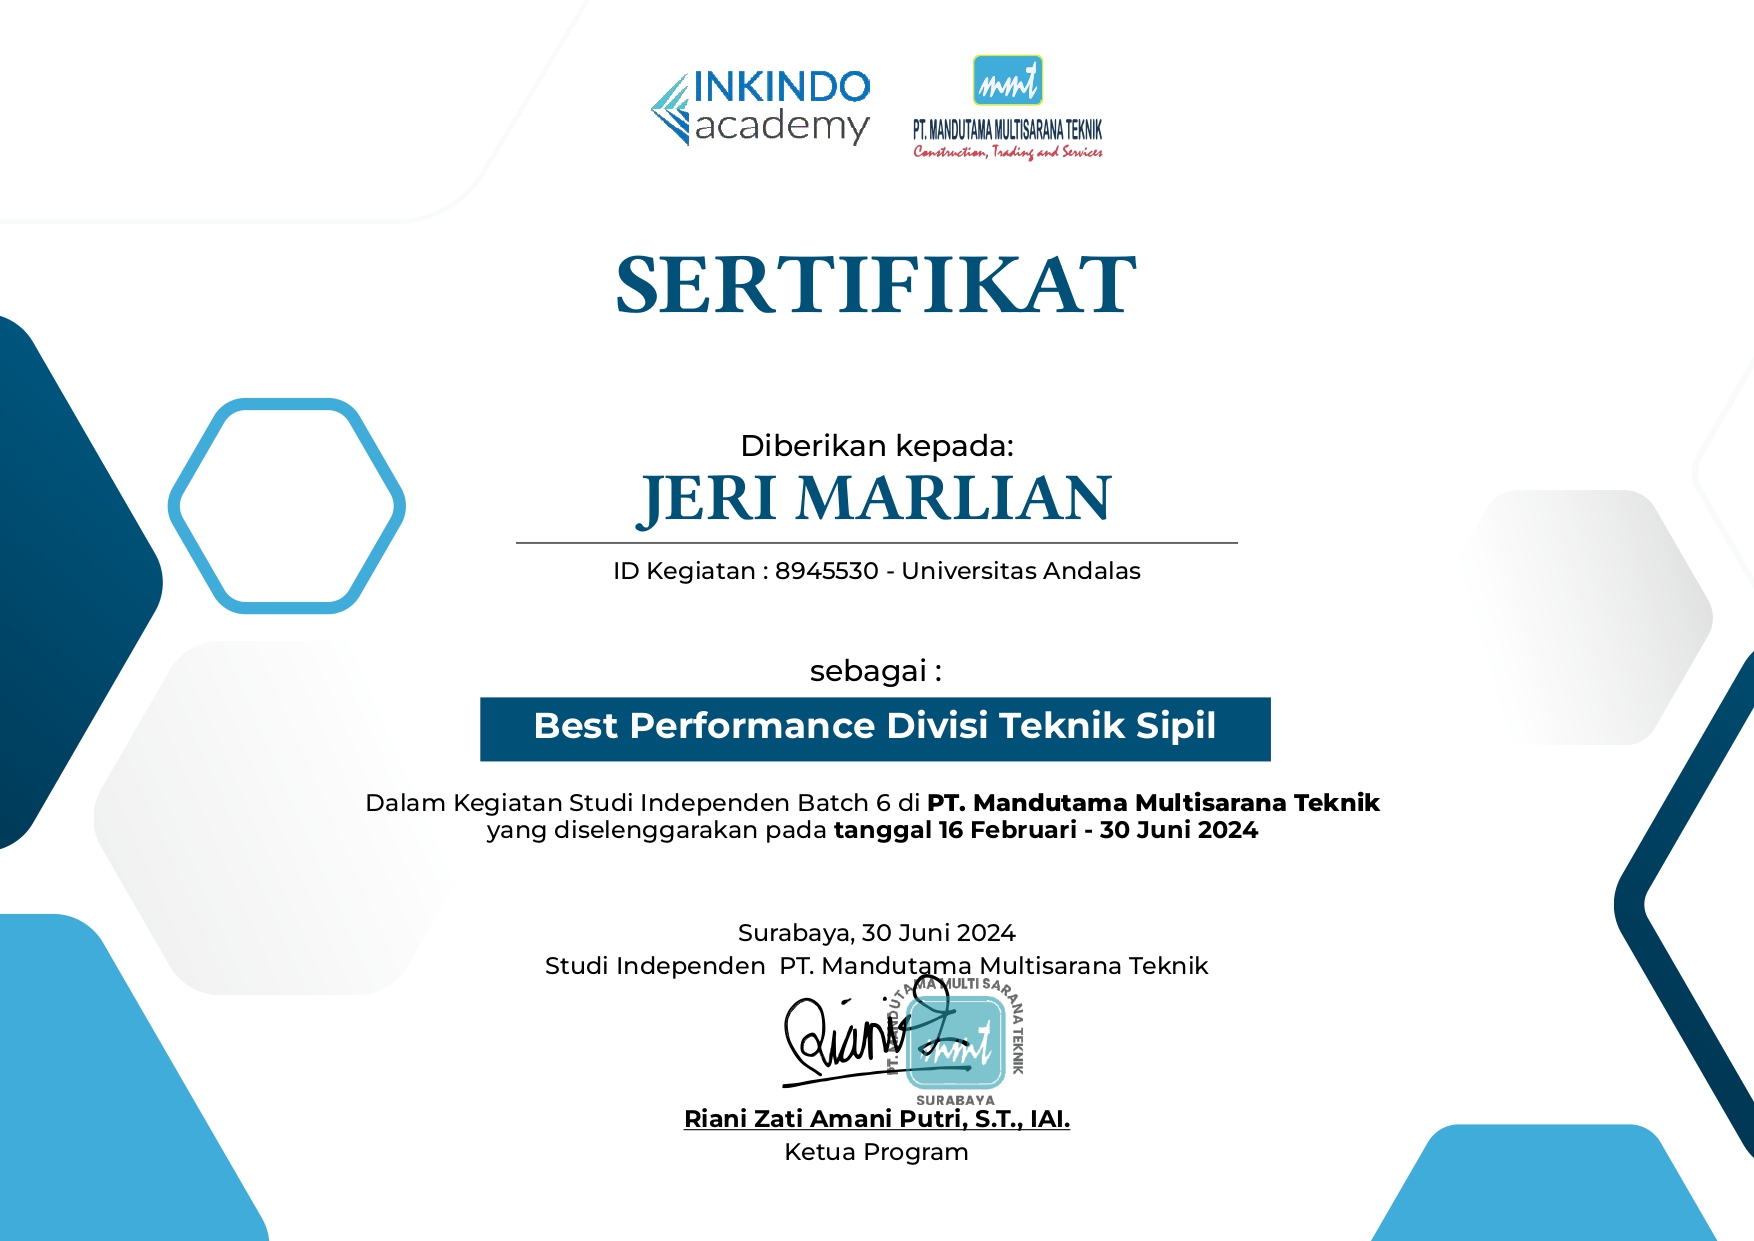 INKINDO
academy
mmt
PT. MANDUTAMA MULTISARANA TEKNIK
Construction, Trading and Services
SERTIFIKAT
Diberikan kepada:
JERI MARLIAN
ID Kegiatan : 8945530 - Universitas Andalas
sebagai :
Best Performance Divisi Teknik Sipil
Dalam Kegiatan Studi Independen Batch 6 di PT. Mandutama Multisarana Teknik
yang diselenggarakan pada tanggal 16 Februari - 30 Juni 2024
Surabaya, 30 Juni 2024
Studi Independen PT. Mandutama Multisarana Teknik
PT. MANDUTAMA MULTI SARANA TEKNIK
Riani
mmt
SURABAYA
Riani Zati Amani Putri, S.T., IAI.
Ketua Program